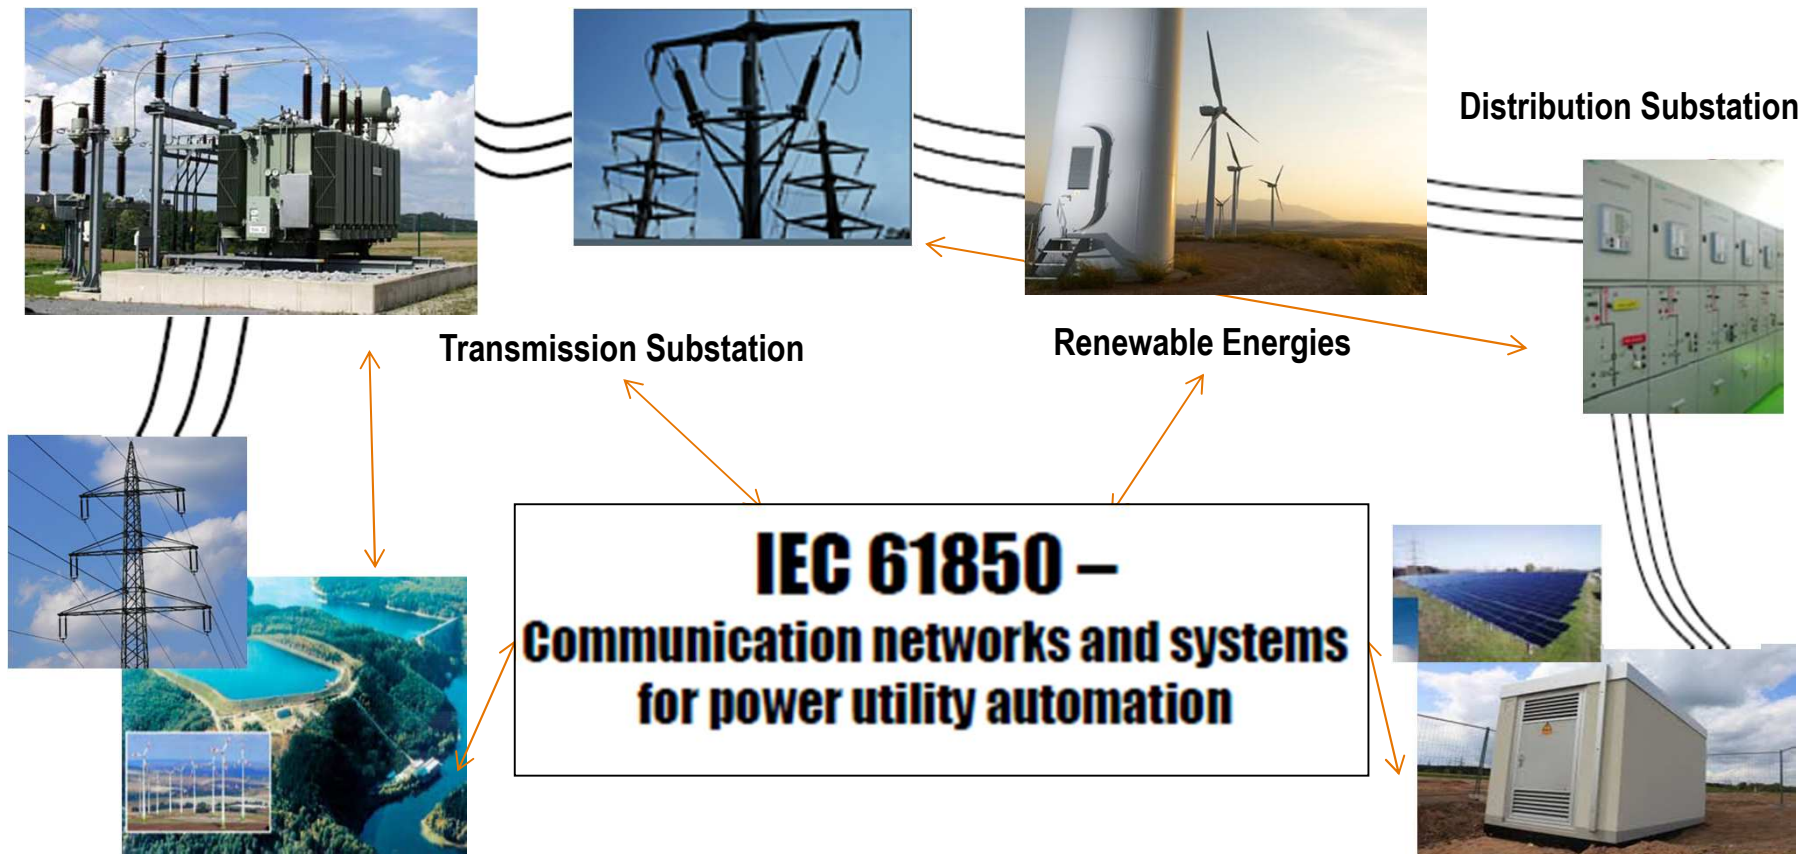 Distribution Substation
Transmission Substation
Renewable Energies
IEC 61850 –
Communication networks and systems
for power utility automation